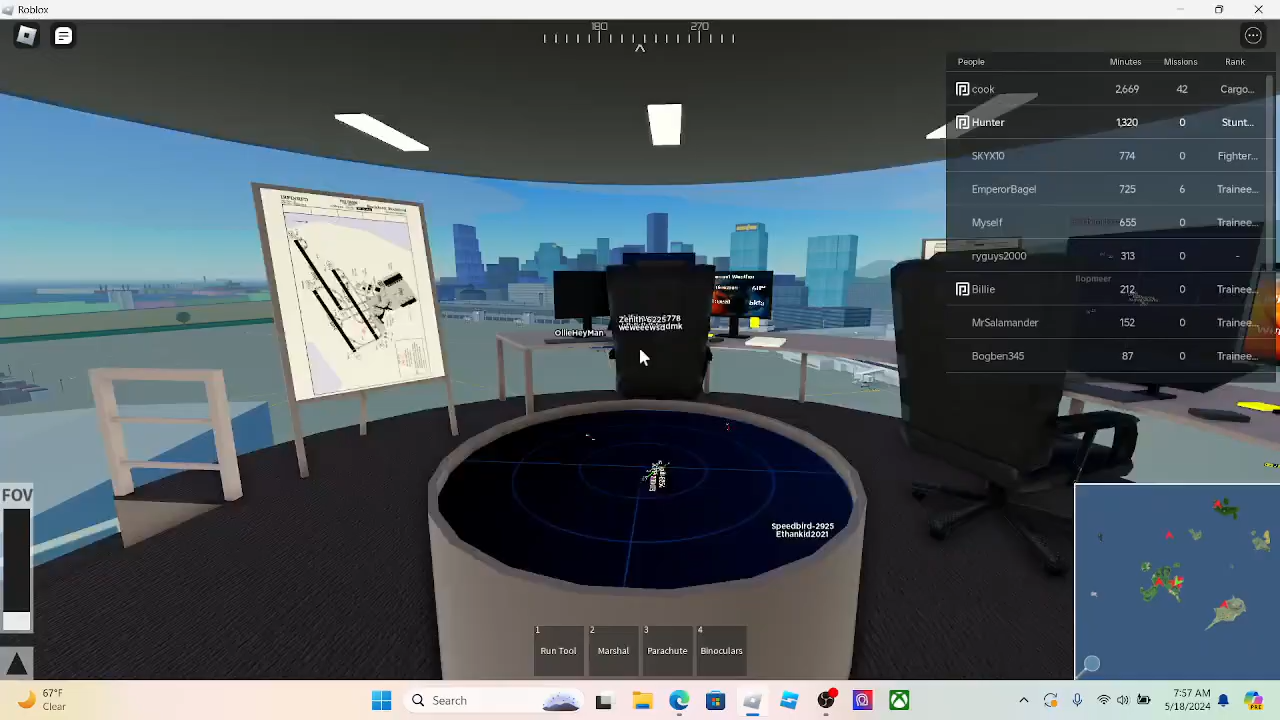 Roblox
180
270
People Minutes Missions Rank
cook 2,669 42 Cargo...
Hunter 1,320 0 Stunt...
SKYX10 774 0 Fighter...
EmperorBagel 725 6 Trainee...
Myself 655 0 Trainee...
ryguys2000 313 0 -
Billie 212 0 Trainee...
MrSalamander 152 0 Trainee...
Bogben345 87 0 Trainee...
OllieHeyMan
Speedbird-2925
Ethankid2021
FOV
1 Run Tool
2 Marshal
3 Parachute
4 Binoculars
67°F
Clear
Search
7:57 AM
5/18/2024